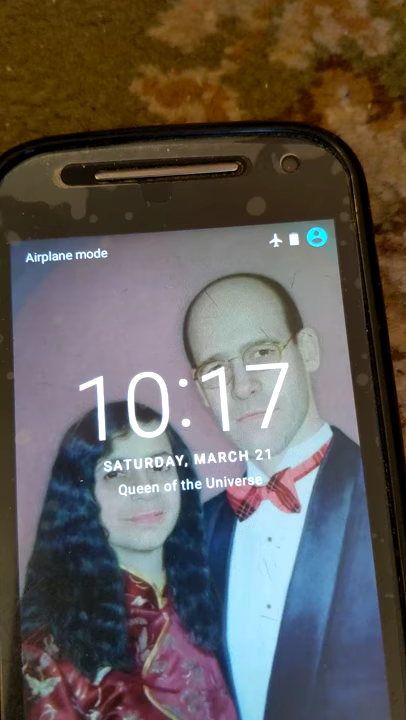 Airplane mode
10:17
SATURDAY, MARCH 21
Queen of the Universe